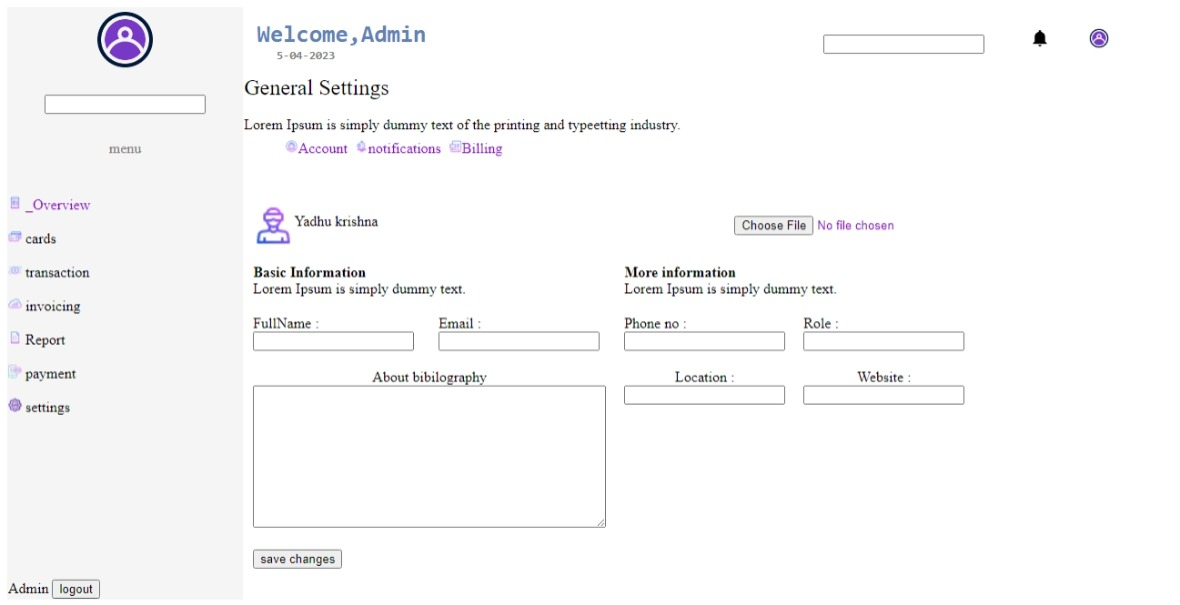 Welcome,Admin
5-04-2023
menu
_Overview
cards
transaction
invoicing
Report
payment
settings
Admin logout
General Settings
Lorem Ipsum is simply dummy text of the printing and typeetting industry.
Account notifications Billing
Yadhu krishna
Choose File No file chosen
Basic Information
Lorem Ipsum is simply dummy text.
More information
Lorem Ipsum is simply dummy text.
FullName : Email : Phone no : Role :
About bibilography Location : Website :
save changes